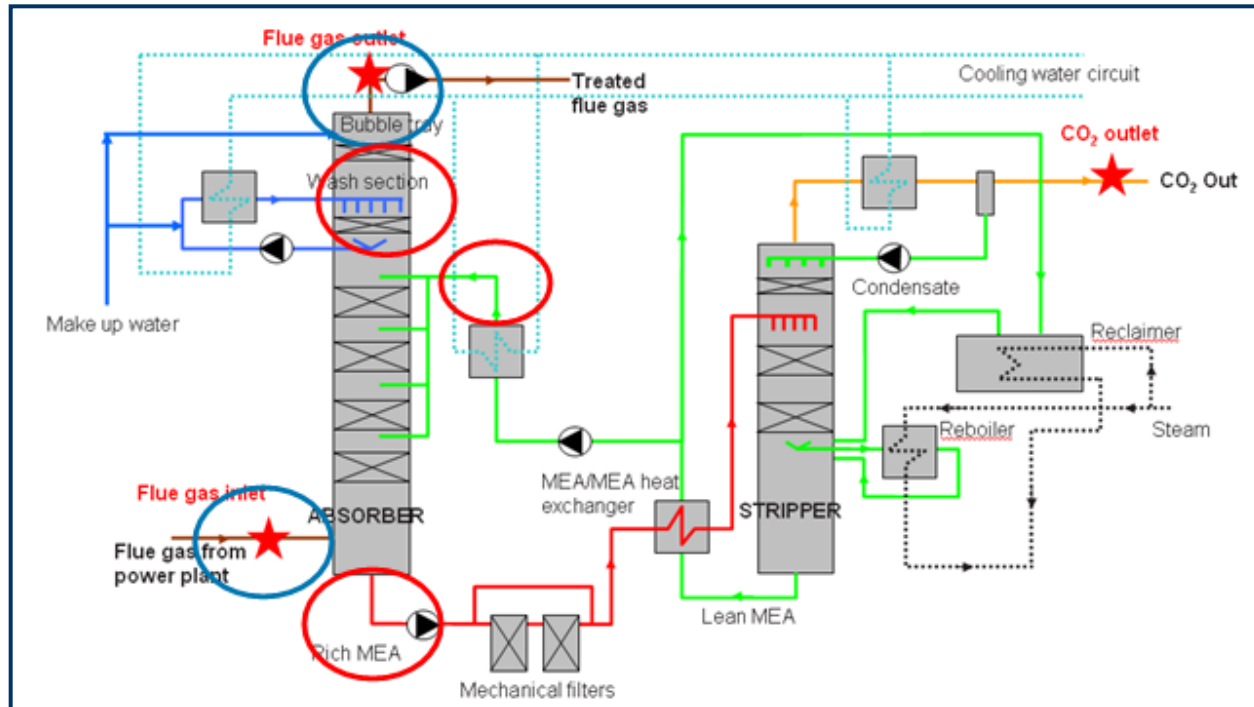 Flue gas outlet
Treated
flue gas
Cooling water circuit
Bubble tray
CO₂ outlet
CO₂ Out
Wash section
Make up water
Condensate
Reclaimer
Reboiler
Steam
MEA/MEA heat
exchanger
STRIPPER
Flue gas inlet
ABSORBER
Flue gas from
power plant
Lean MEA
Rich MEA
Mechanical filters